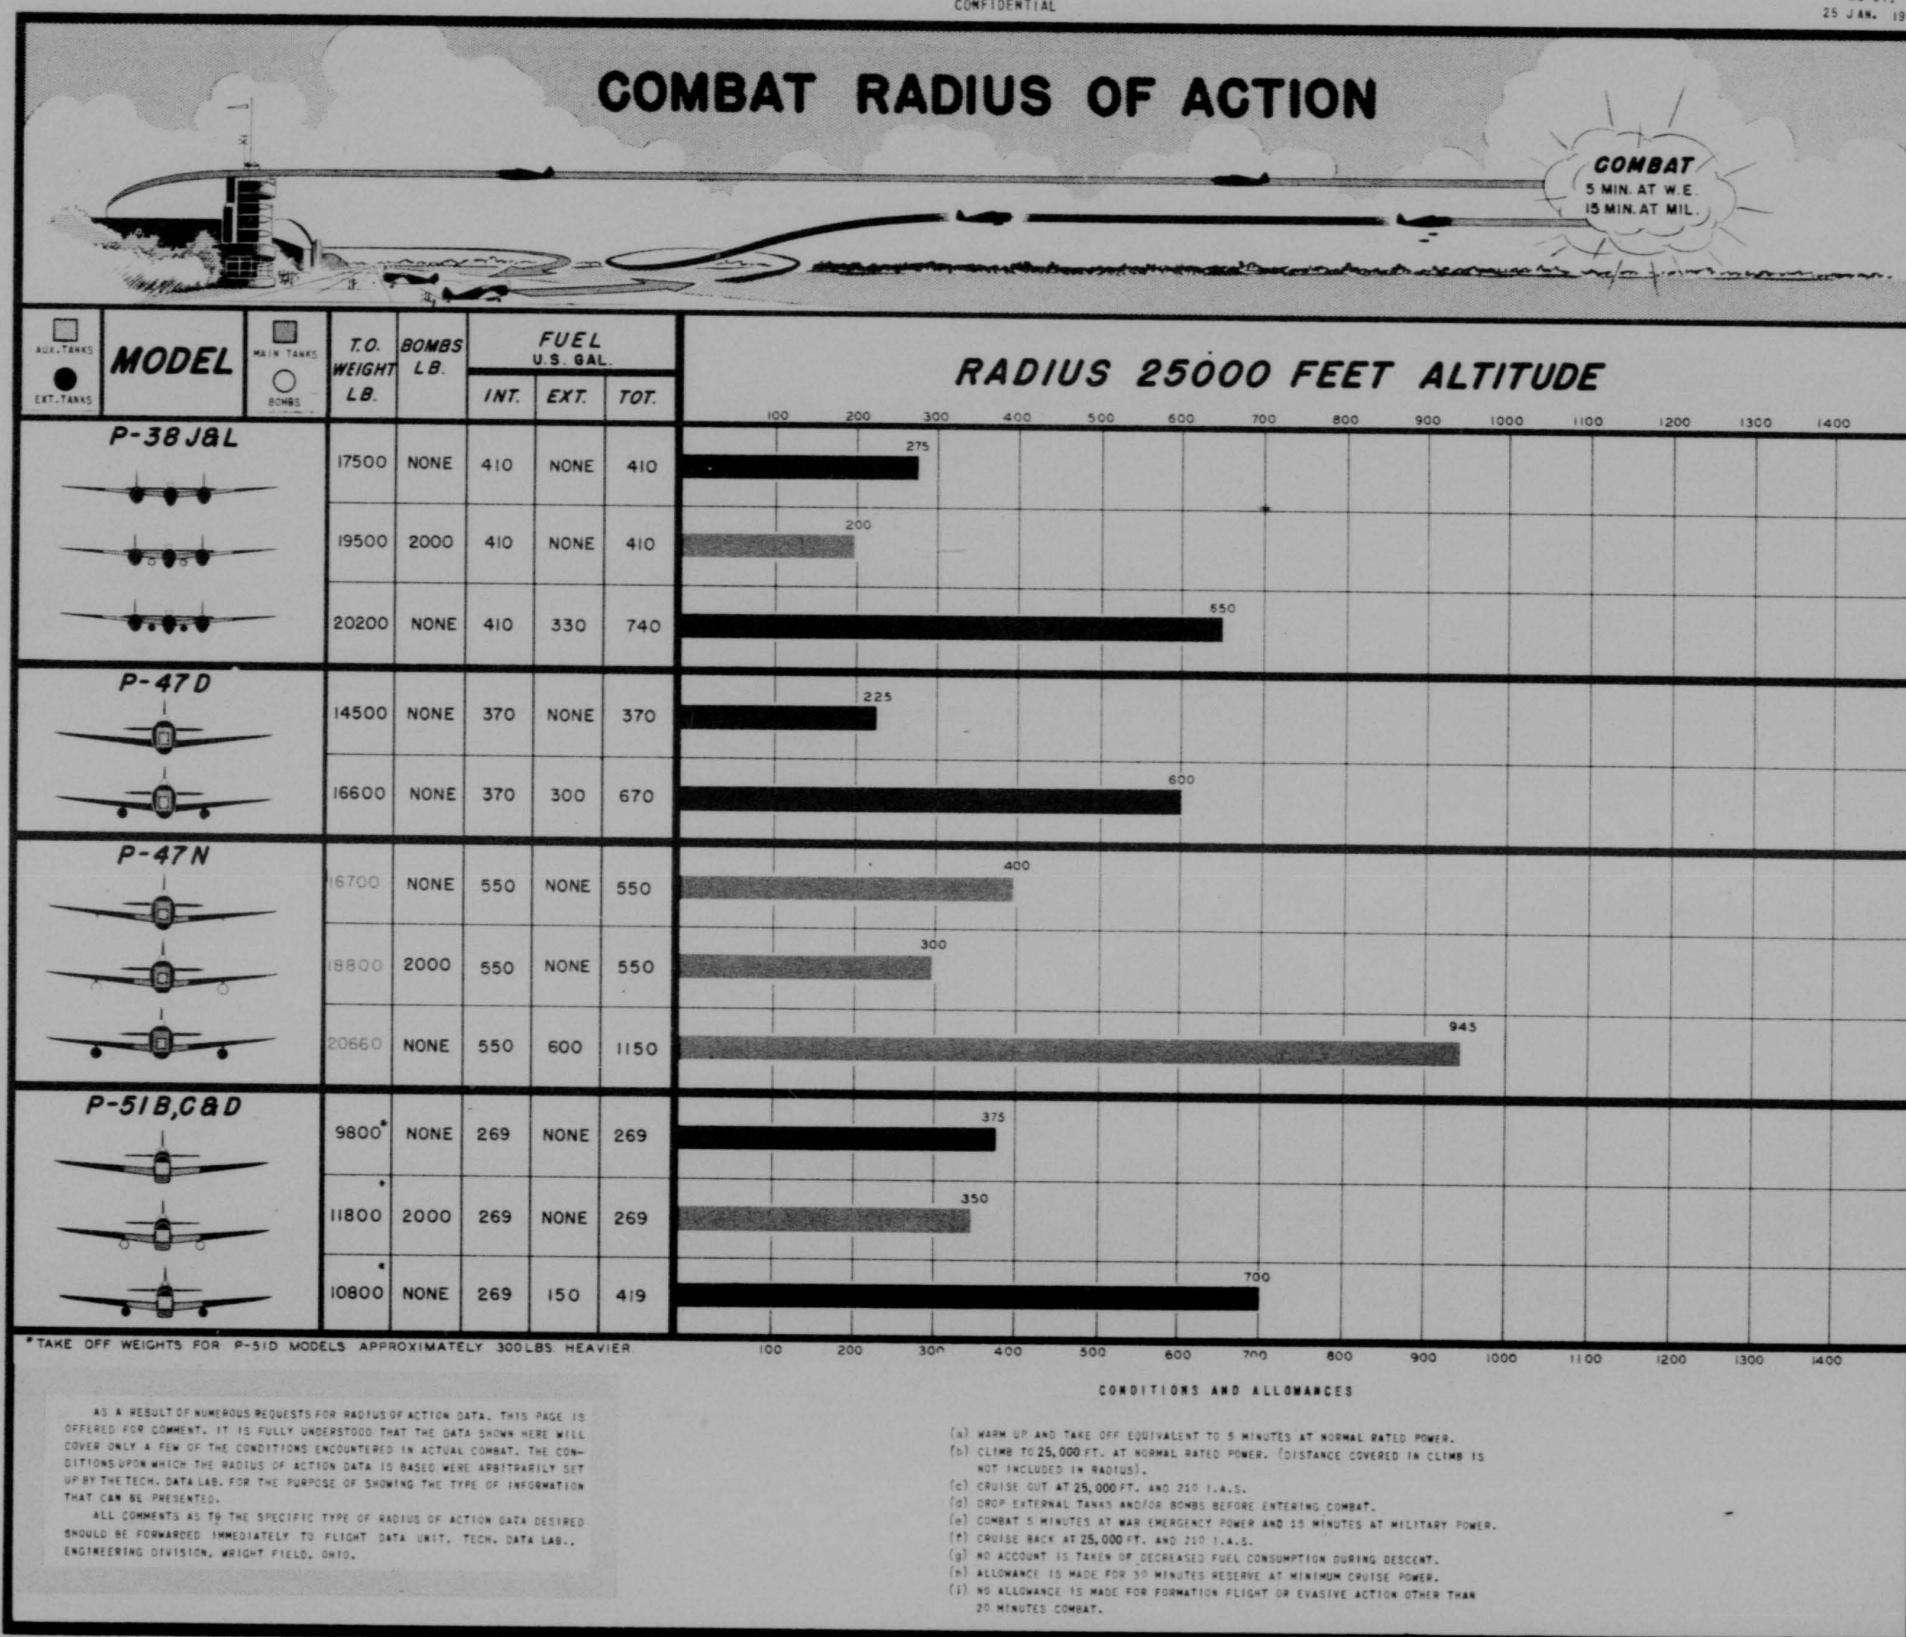 CONFIDENTIAL
25 JAN. 19
COMBAT RADIUS OF ACTION
COMBAT
5 MIN. AT W.E.
15 MIN. AT MIL.
AUX. TANKS
EXT. TANKS
MODEL
MAIN TANKS
BOMBS
T.O.
WEIGHT
LB.
BOMBS
LB.
FUEL
U.S. GAL.
INT. EXT. TOT.
RADIUS 25000 FEET ALTITUDE
100 200 300 400 500 600 700 800 900 1000 1100 1200 1300 1400
P-38 J&L
17500 NONE 410 NONE 410 275
19500 2000 410 NONE 410 200
20200 NONE 410 330 740 650
P-47 D
14500 NONE 370 NONE 370 225
16600 NONE 370 300 670 600
P-47 N
16700 NONE 550 NONE 550 400
18800 2000 550 NONE 550 300
20660 NONE 550 600 1150 945
P-51 B,C&D
9800* NONE 269 NONE 269 375
11800* 2000 269 NONE 269 350
10800* NONE 269 150 419 700
*TAKE OFF WEIGHTS FOR P-51D MODELS APPROXIMATELY 300 LBS. HEAVIER
100 200 300 400 500 600 700 800 900 1000 1100 1200 1300 1400
AS A RESULT OF NUMEROUS REQUESTS FOR RADIUS OF ACTION DATA, THIS PAGE IS
OFFERED FOR COMMENT. IT IS FULLY UNDERSTOOD THAT THE DATA SHOWN HERE WILL
COVER ONLY A FEW OF THE CONDITIONS ENCOUNTERED IN ACTUAL COMBAT. THE CON-
DITIONS UPON WHICH THE RADIUS OF ACTION DATA IS BASED WERE ARBITRARILY SET
UP BY THE TECH. DATA LAB. FOR THE PURPOSE OF SHOWING THE TYPE OF INFORMATION
THAT CAN BE PRESENTED.
ALL COMMENTS AS TO THE SPECIFIC TYPE OF RADIUS OF ACTION DATA DESIRED
SHOULD BE FORWARDED IMMEDIATELY TO FLIGHT DATA UNIT, TECH. DATA LAB.,
ENGINEERING DIVISION, WRIGHT FIELD, OHIO.
CONDITIONS AND ALLOWANCES
(a) WARM UP AND TAKE OFF EQUIVALENT TO 5 MINUTES AT NORMAL RATED POWER.
(b) CLIMB TO 25,000 FT. AT NORMAL RATED POWER. (DISTANCE COVERED IN CLIMB IS
NOT INCLUDED IN RADIUS).
(c) CRUISE OUT AT 25,000 FT. AND 210 I.A.S.
(d) DROP EXTERNAL TANKS AND/OR BOMBS BEFORE ENTERING COMBAT.
(e) COMBAT 5 MINUTES AT WAR EMERGENCY POWER AND 15 MINUTES AT MILITARY POWER.
(f) CRUISE BACK AT 25,000 FT. AND 210 I.A.S.
(g) NO ACCOUNT IS TAKEN OF DECREASED FUEL CONSUMPTION DURING DESCENT.
(h) ALLOWANCE IS MADE FOR 30 MINUTES RESERVE AT MINIMUM CRUISE POWER.
(i) NO ALLOWANCE IS MADE FOR FORMATION FLIGHT OR EVASIVE ACTION OTHER THAN
20 MINUTES COMBAT.